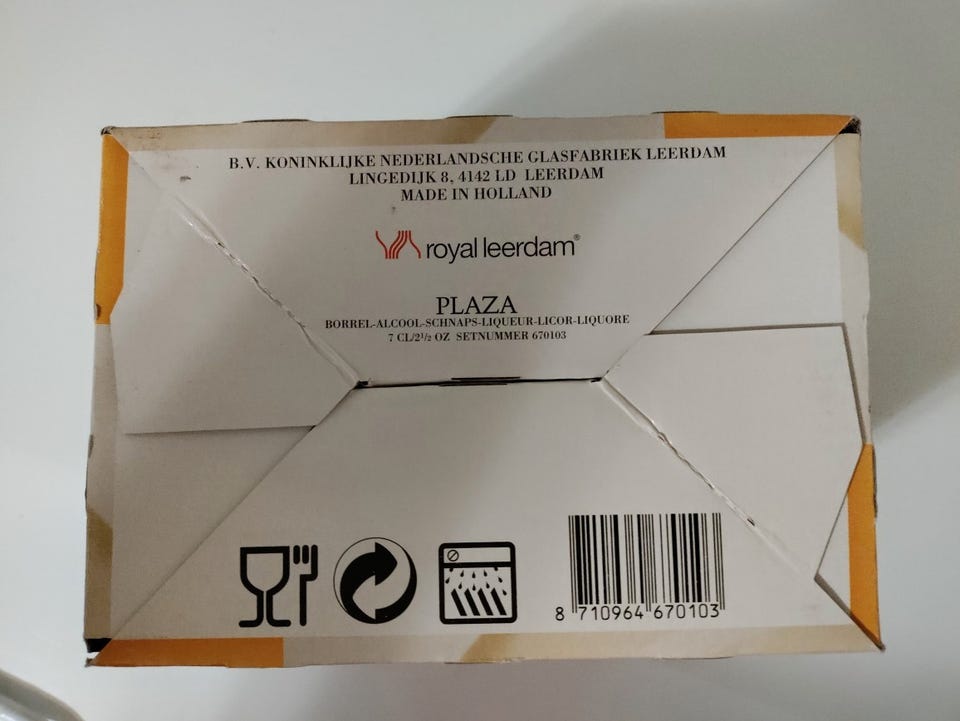 B.V. KONINKLIJKE NEDERLANDSCHE GLASFABRIEK LEERDAM
LINGEDIJK 8, 4142 LD LEERDAM
MADE IN HOLLAND
royal leerdam®
PLAZA
BORREL-ALCOOL-SCHNAPS-LIQUEUR-LICOR-LIQUORE
7 CL/2½ OZ SETNUMMER 670103
8 710964 670103